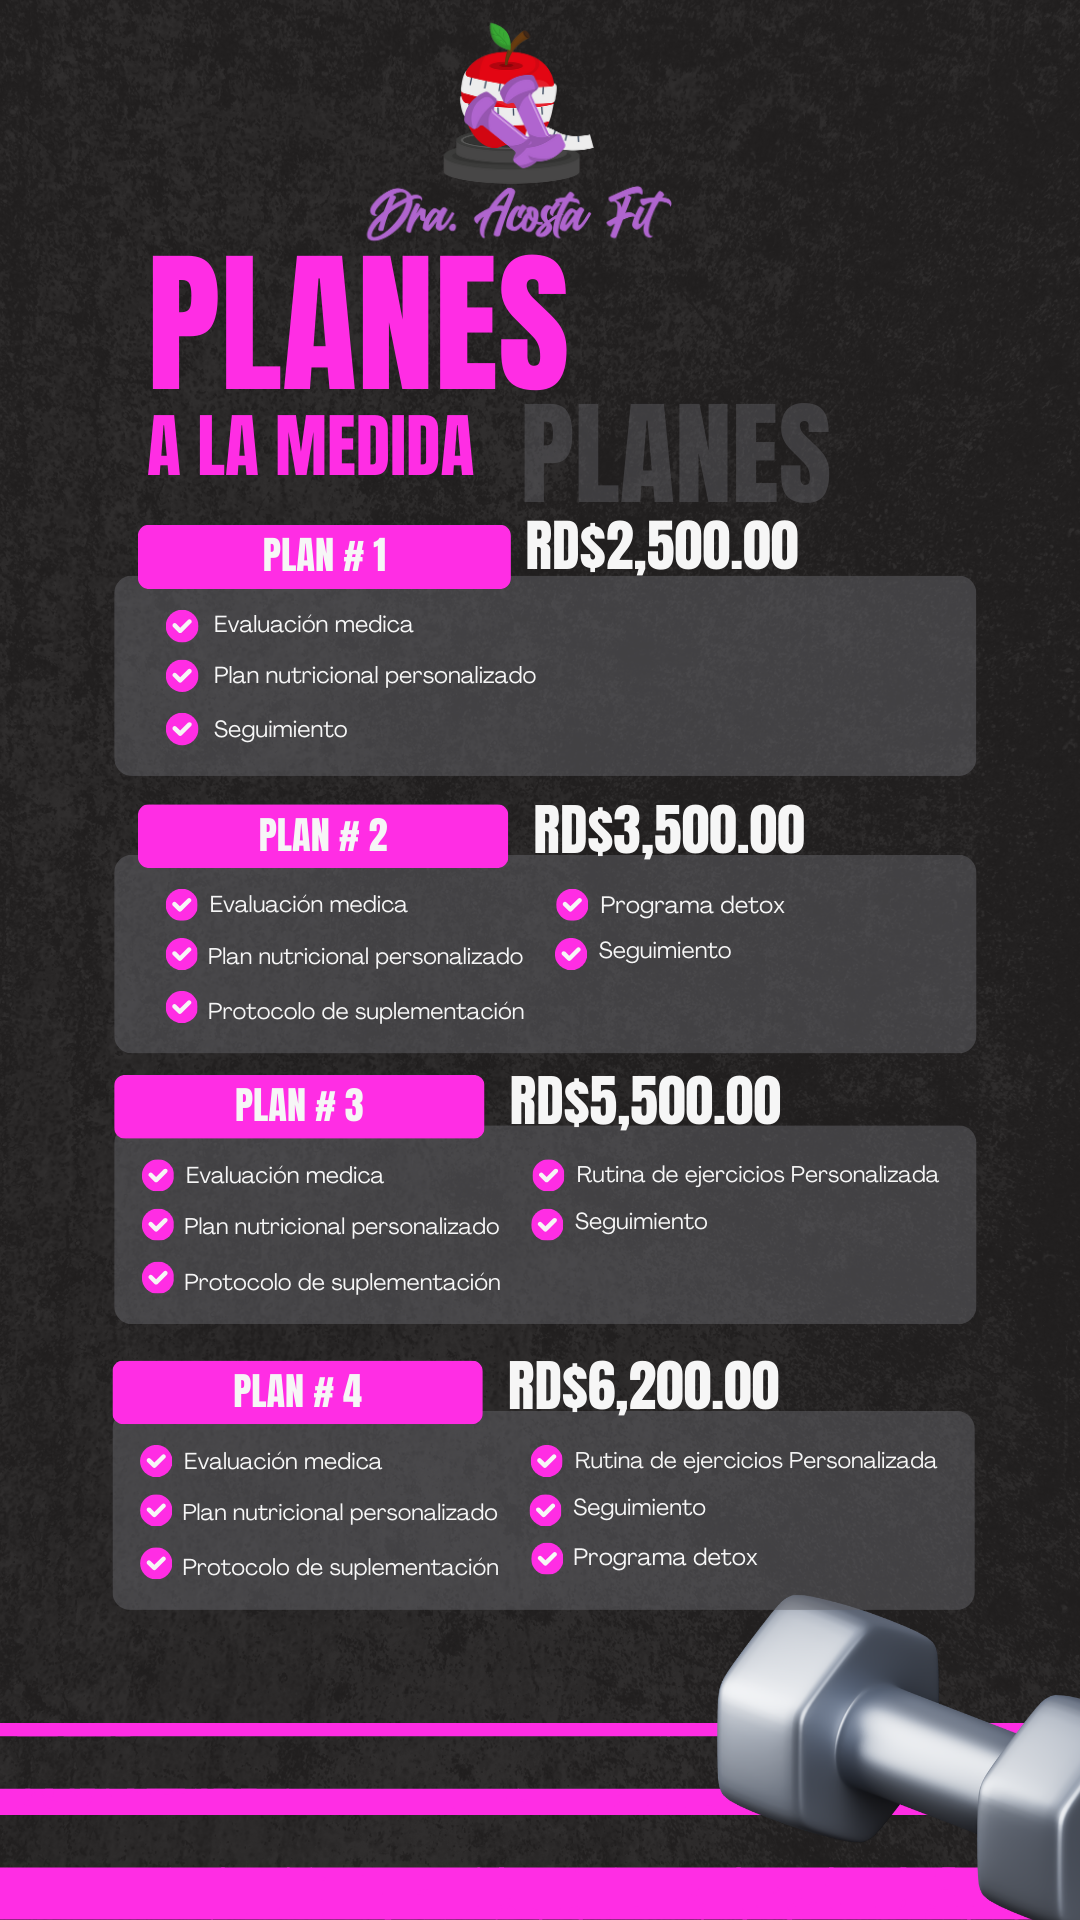 Dra. Acosta Fit
PLANES
A LA MEDIDA
PLANES
PLAN # 1
RD$2,500.00
Evaluación medica
Plan nutricional personalizado
Seguimiento
PLAN # 2
RD$3,500.00
Evaluación medica
Plan nutricional personalizado
Protocolo de suplementación
Programa detox
Seguimiento
PLAN # 3
RD$5,500.00
Evaluación medica
Plan nutricional personalizado
Protocolo de suplementación
Rutina de ejercicios Personalizada
Seguimiento
PLAN # 4
RD$6,200.00
Evaluación medica
Plan nutricional personalizado
Protocolo de suplementación
Rutina de ejercicios Personalizada
Seguimiento
Programa detox